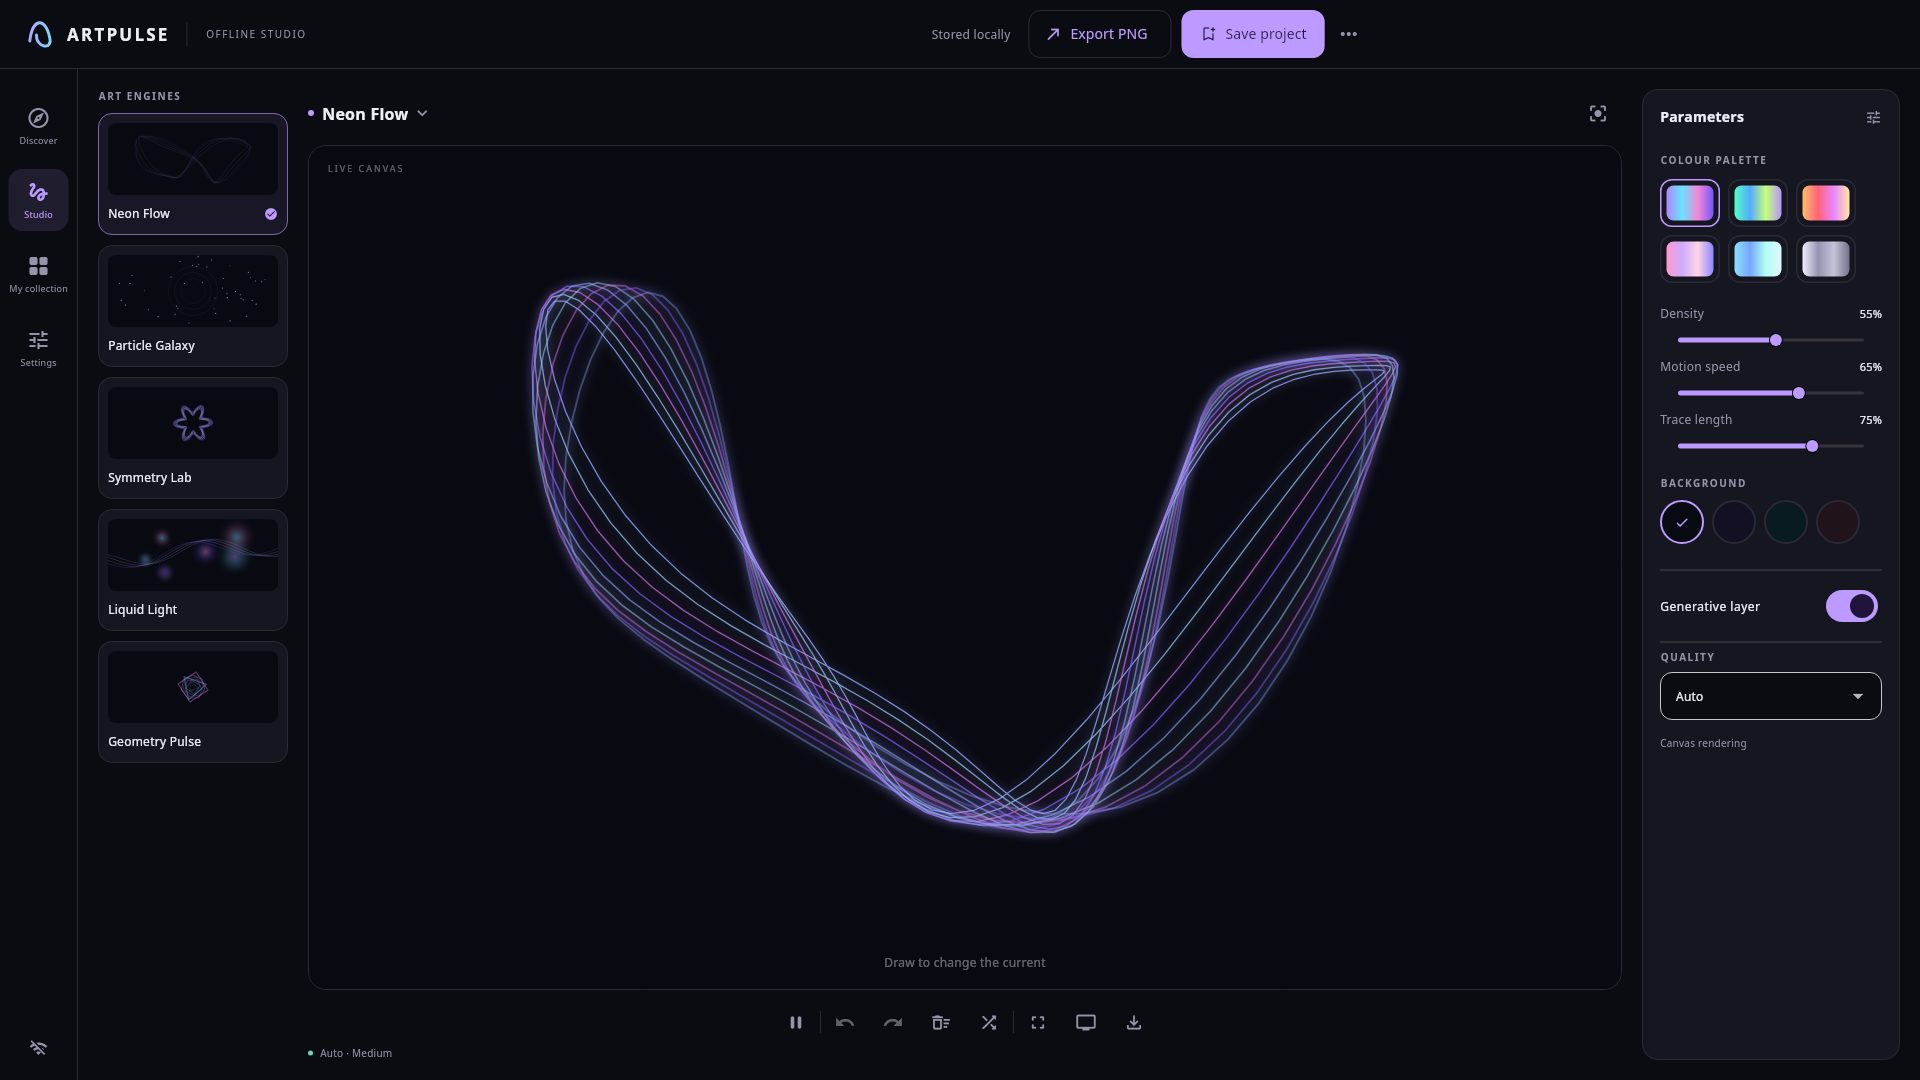 ARTPULSE
OFFLINE STUDIO
Stored locally
Export PNG
Save project
Discover
Studio
My collection
Settings
ART ENGINES
Neon Flow
Particle Galaxy
Symmetry Lab
Liquid Light
Geometry Pulse
Neon Flow
LIVE CANVAS
Draw to change the current
Auto · Medium
Parameters
COLOUR PALETTE
Density 55%
Motion speed 65%
Trace length 75%
BACKGROUND
Generative layer
QUALITY
Auto
Canvas rendering